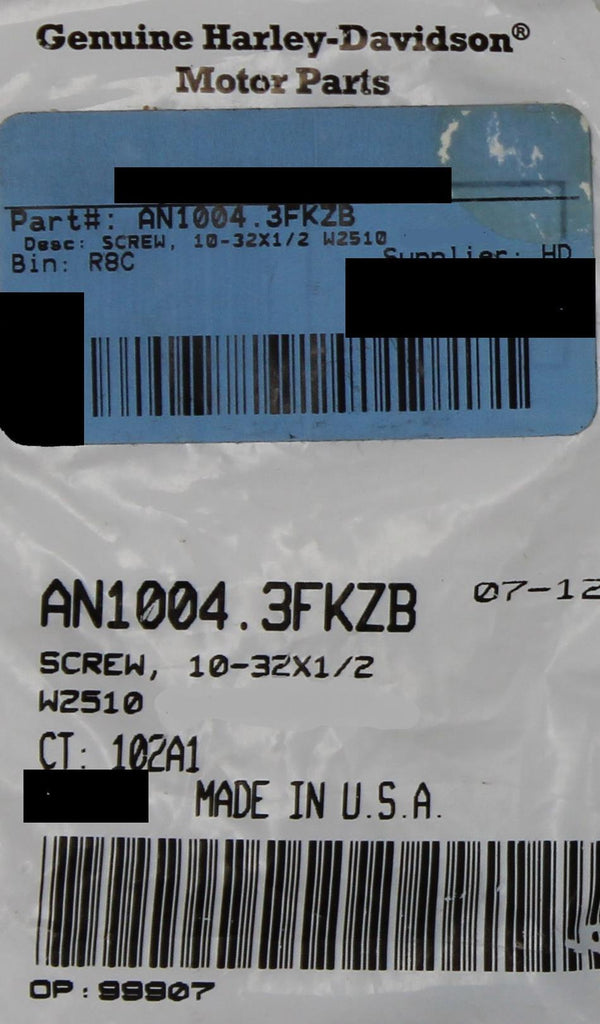 Genuine Harley-Davidson®
Motor Parts
Part#: AN1004.3FKZB
Desc: SCREW, 10-32X1/2 W2510
Bin: R8C Supplier: HD
AN1004.3FKZB 07-12
SCREW, 10-32X1/2
W2510
CT: 102A1
MADE IN U.S.A.
OP:99907